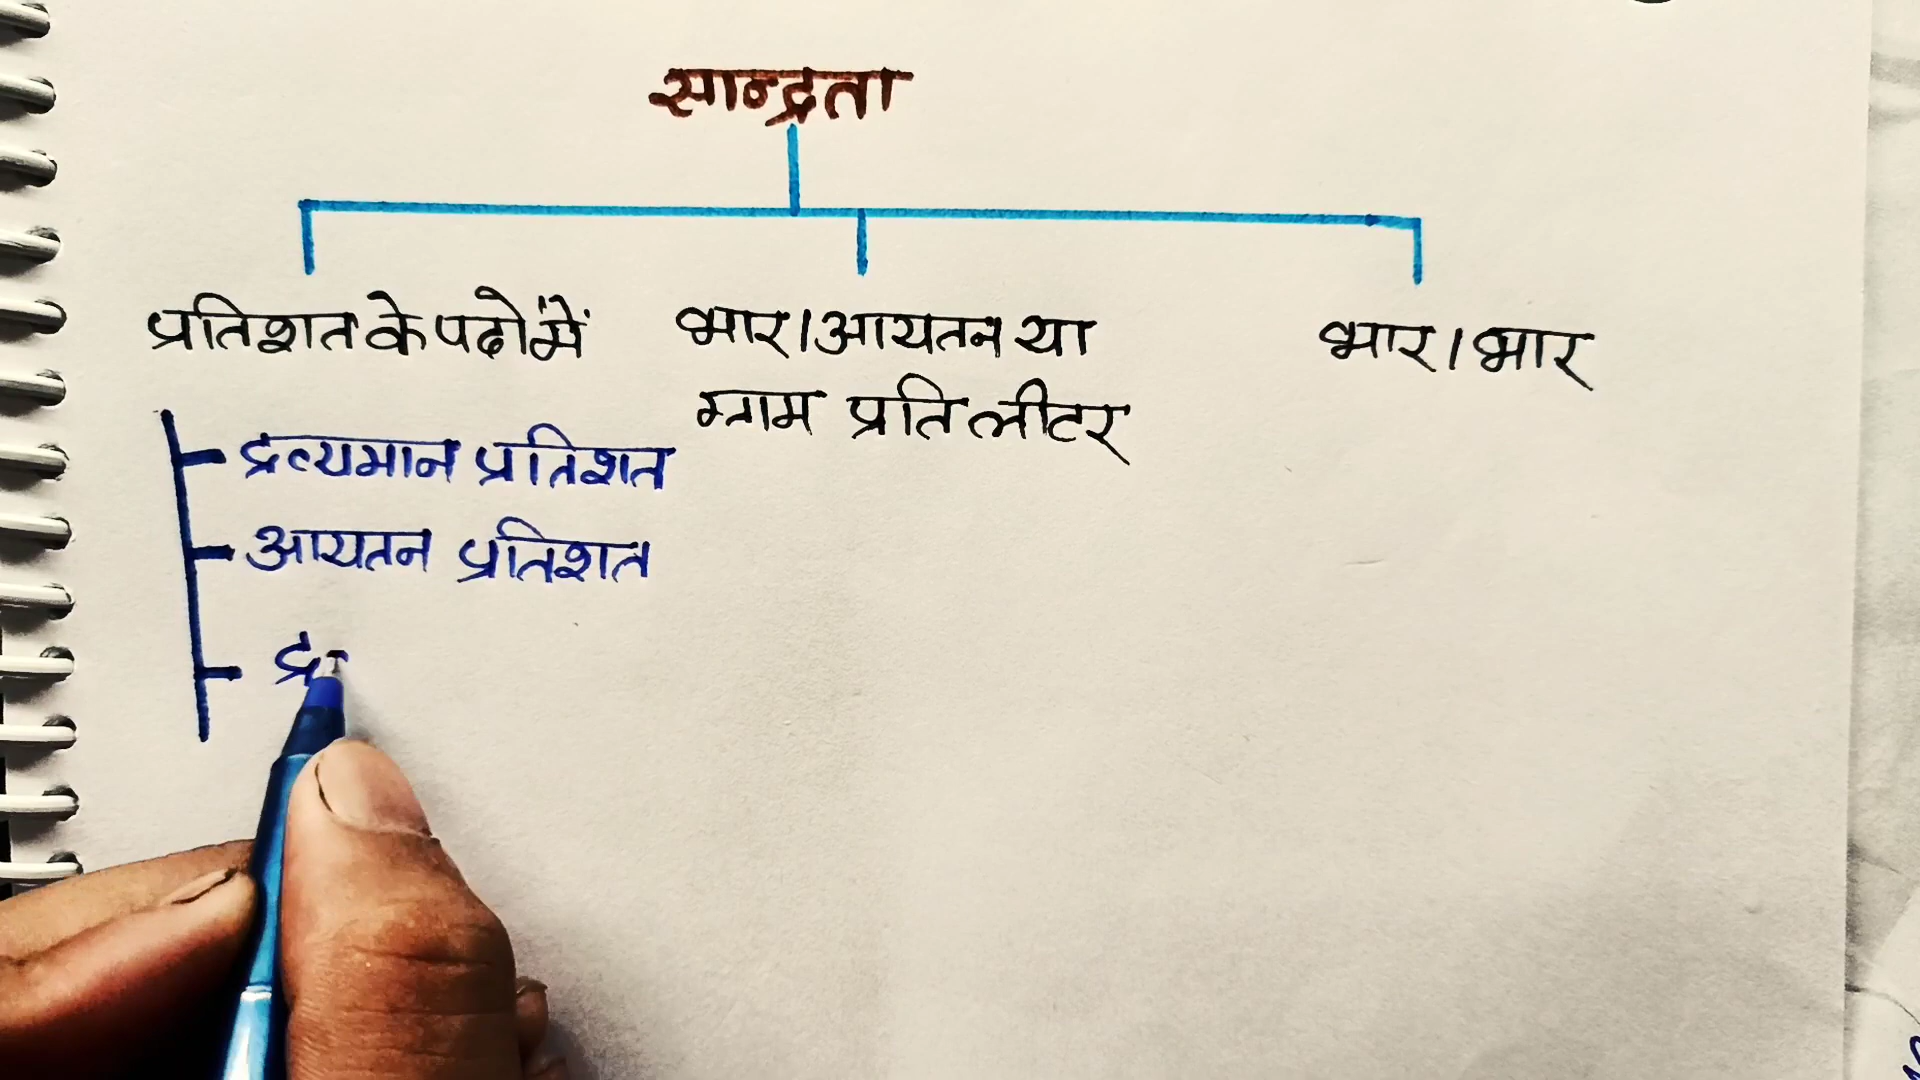 सान्द्रता
प्रतिशत के पदों में
भार/आयतन या
ग्राम प्रति लीटर
भार/भार
द्रव्यमान प्रतिशत
आयतन प्रतिशत